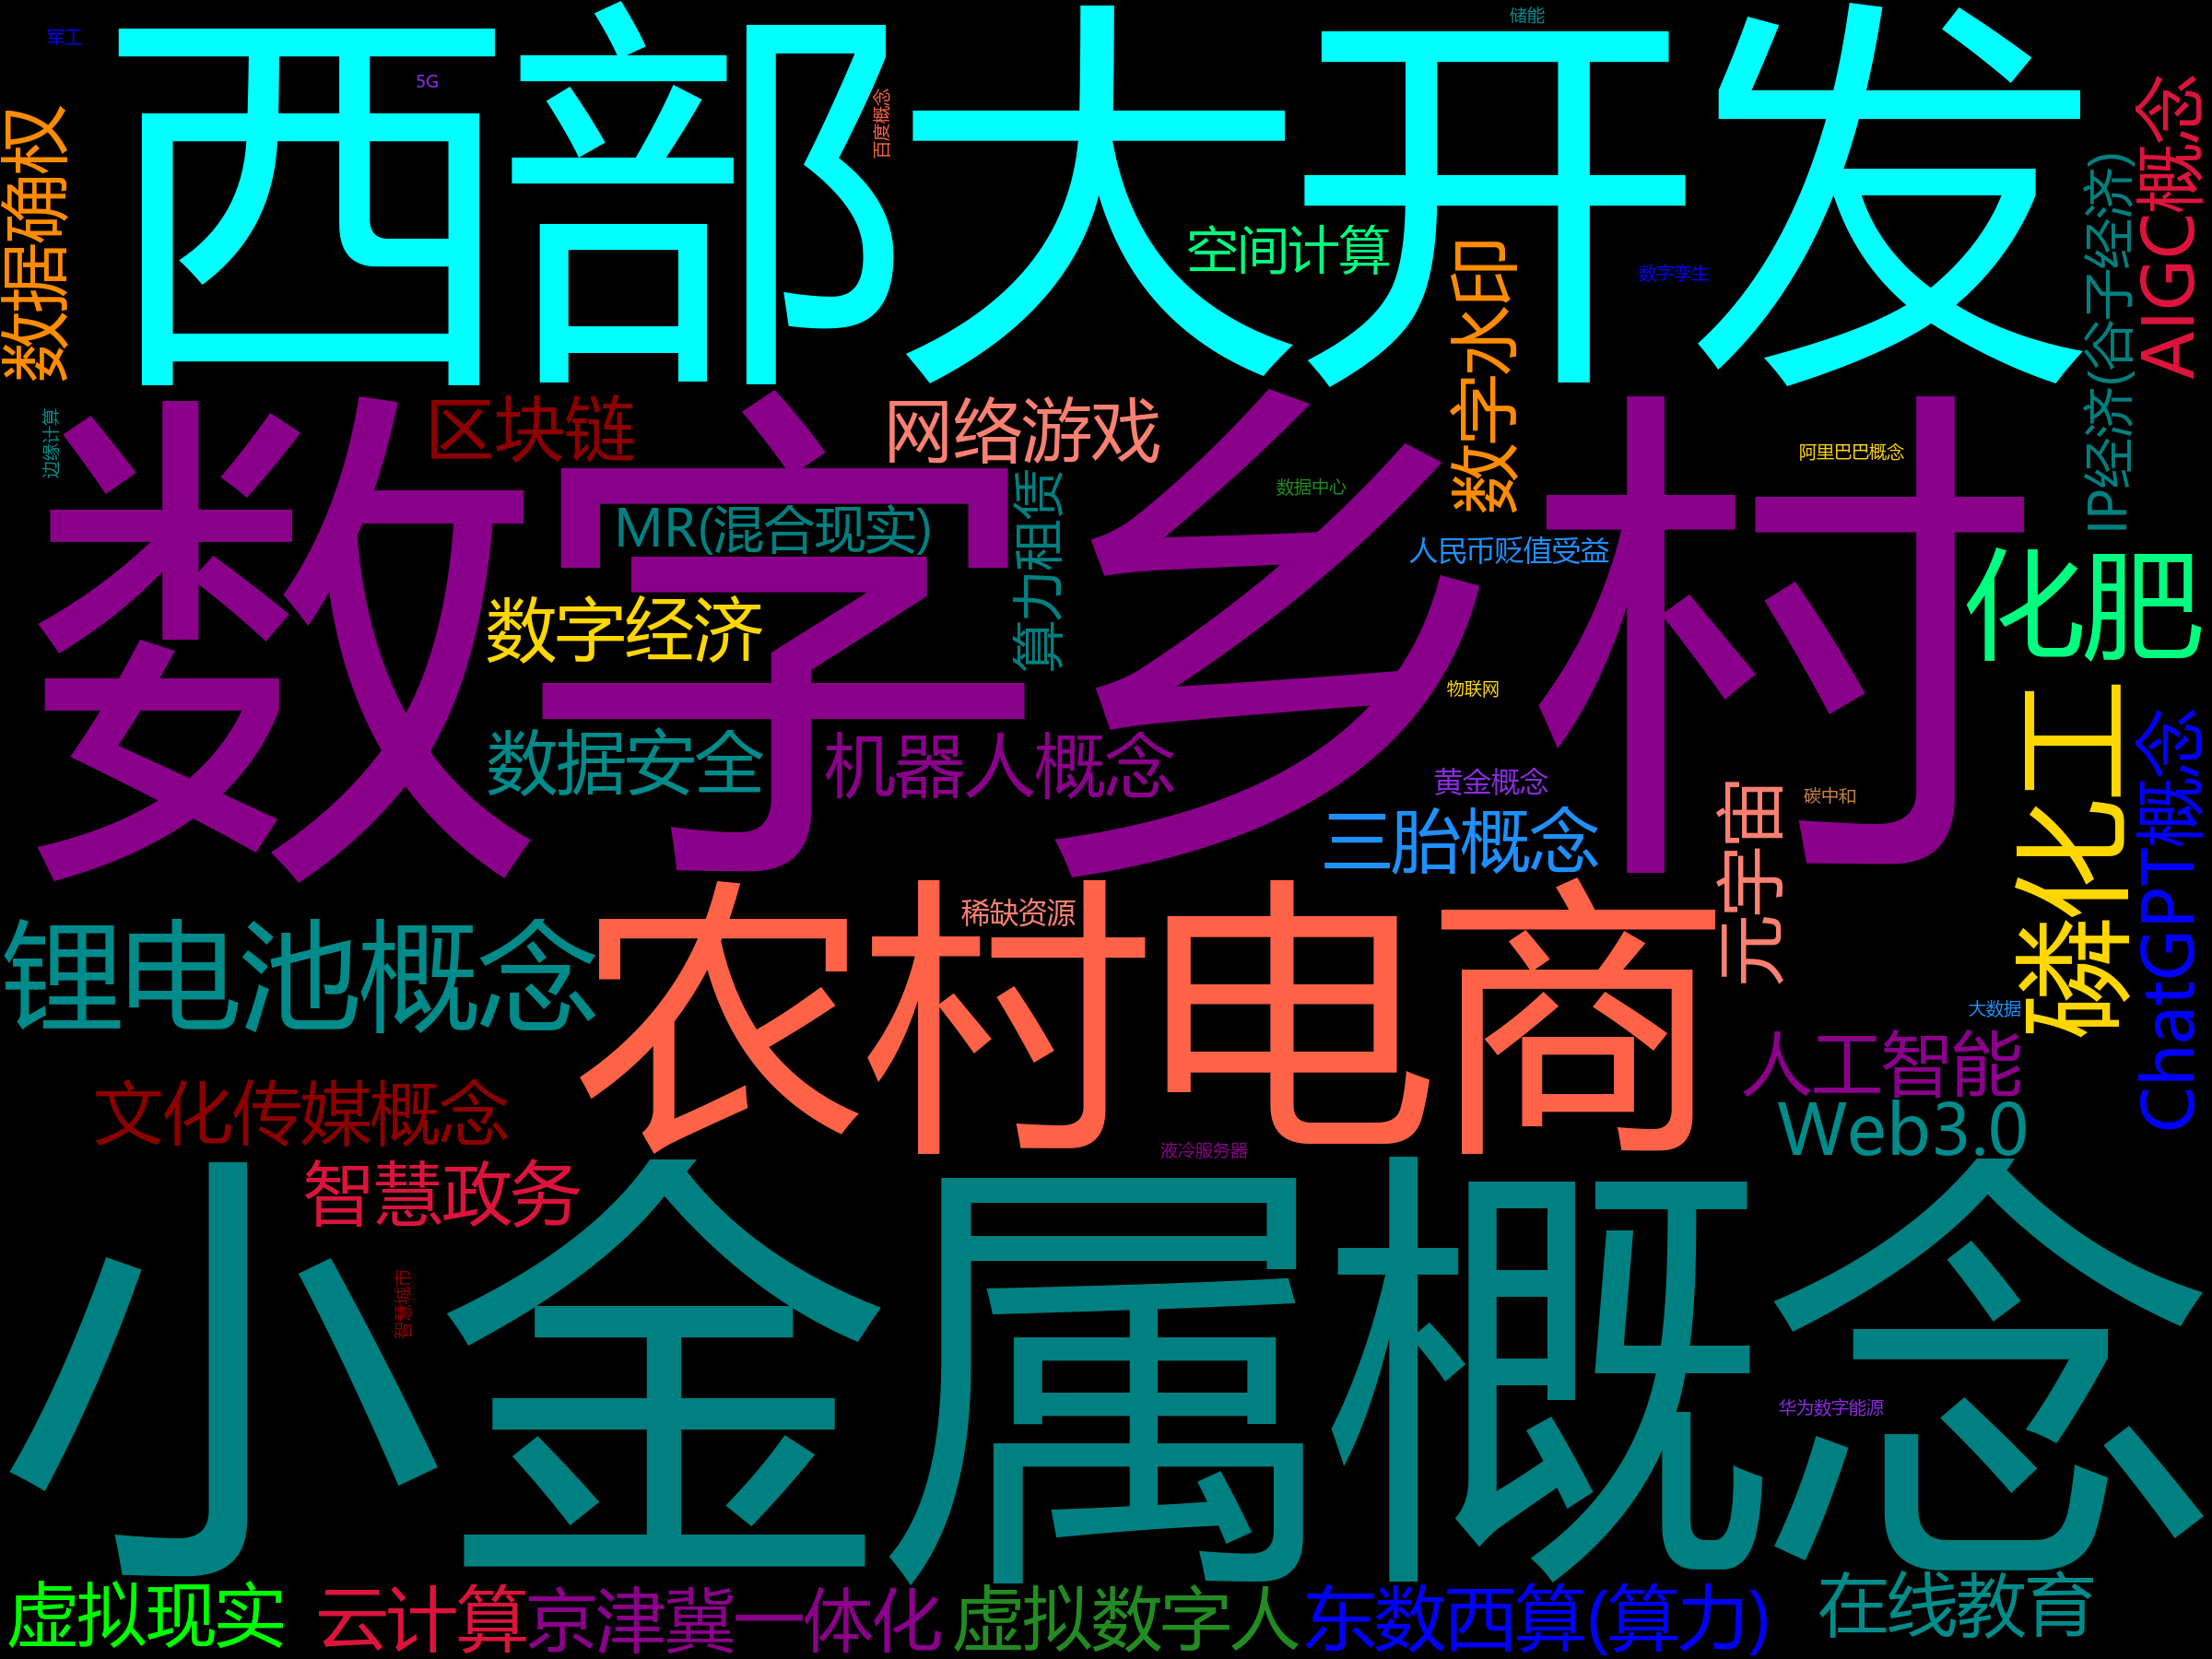 西部大开发
军工
5G
储能
百度概念
数据确权
空间计算
数字水印
数字孪生
IP经济(谷子经济)
AIGC概念
数字乡村
边缘计算
区块链
网络游戏
阿里巴巴概念
数据中心
MR(混合现实)
算力租赁
人民币贬值受益
数字经济
化肥
物联网
数据安全
机器人概念
黄金概念
三胎概念
元宇宙
碳中和
磷化工
ChatGPT概念
锂电池概念
农村电商
稀缺资源
大数据
人工智能
文化传媒概念
Web3.0
液冷服务器
智慧政务
小金属概念
智慧城市
华为数字能源
虚拟现实
云计算
京津冀一体化
虚拟数字人
东数西算(算力)
在线教育